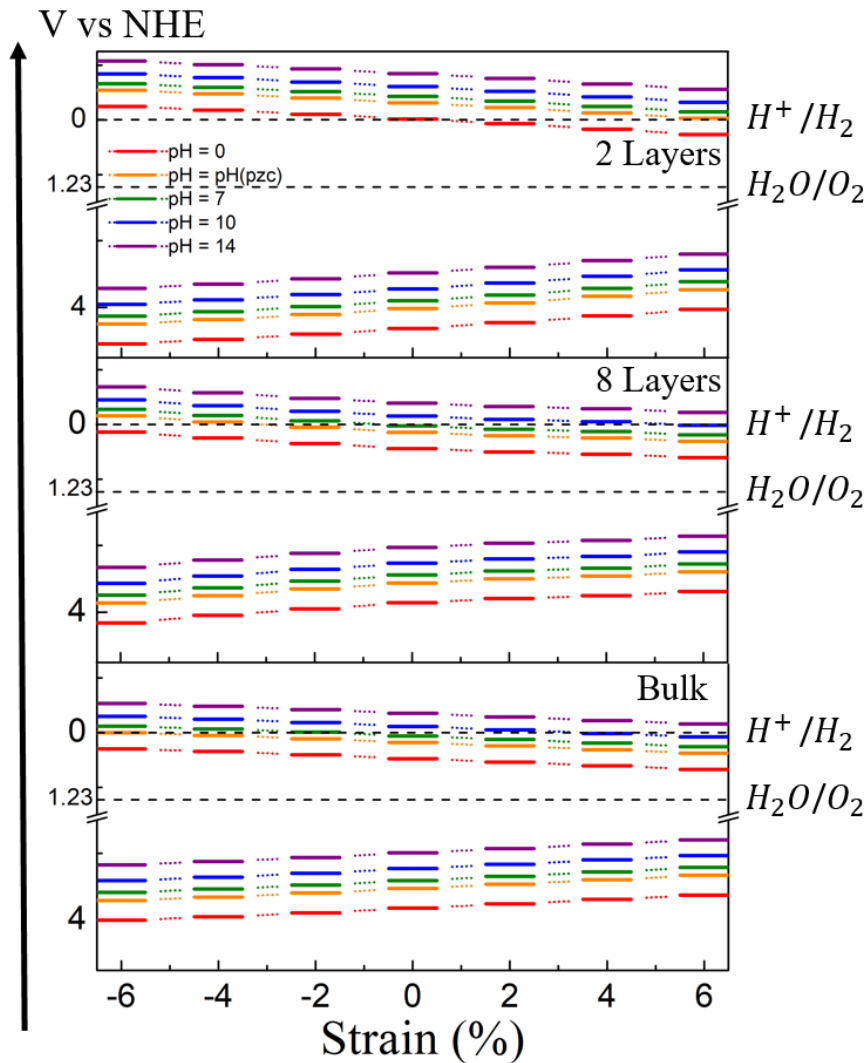 V vs NHE
0
H⁺/H₂
2 Layers
pH = 0
pH = pH(pzc)
pH = 7
pH = 10
pH = 14
1.23
H₂O/O₂
4
8 Layers
0
H⁺/H₂
1.23
H₂O/O₂
4
Bulk
0
H⁺/H₂
1.23
H₂O/O₂
4
-6 -4 -2 0 2 4 6
Strain (%)